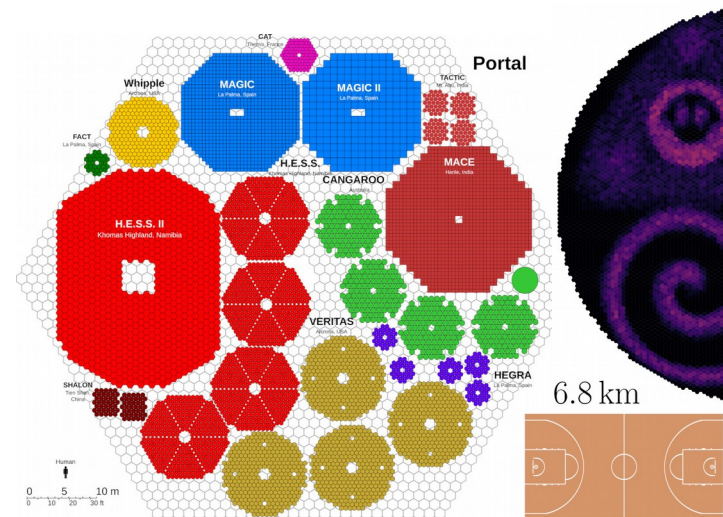 CAT
Themis, France
Portal
Whipple
MAGIC
La Palma, Spain
MAGIC II
La Palma, Spain
TACTIC
Mt. Abu, India
FACT
La Palma, Spain
H.E.S.S.
Khomas Highland, Namibia
CANGAROO
Australia
MACE
Hanle, India
H.E.S.S. II
Khomas Highland, Namibia
VERITAS
Arizona, USA
HEGRA
La Palma, Spain
SHALON
Tien Shan,
China
6.8 km
Human
0 5 10 m
0 10 20 30 ft